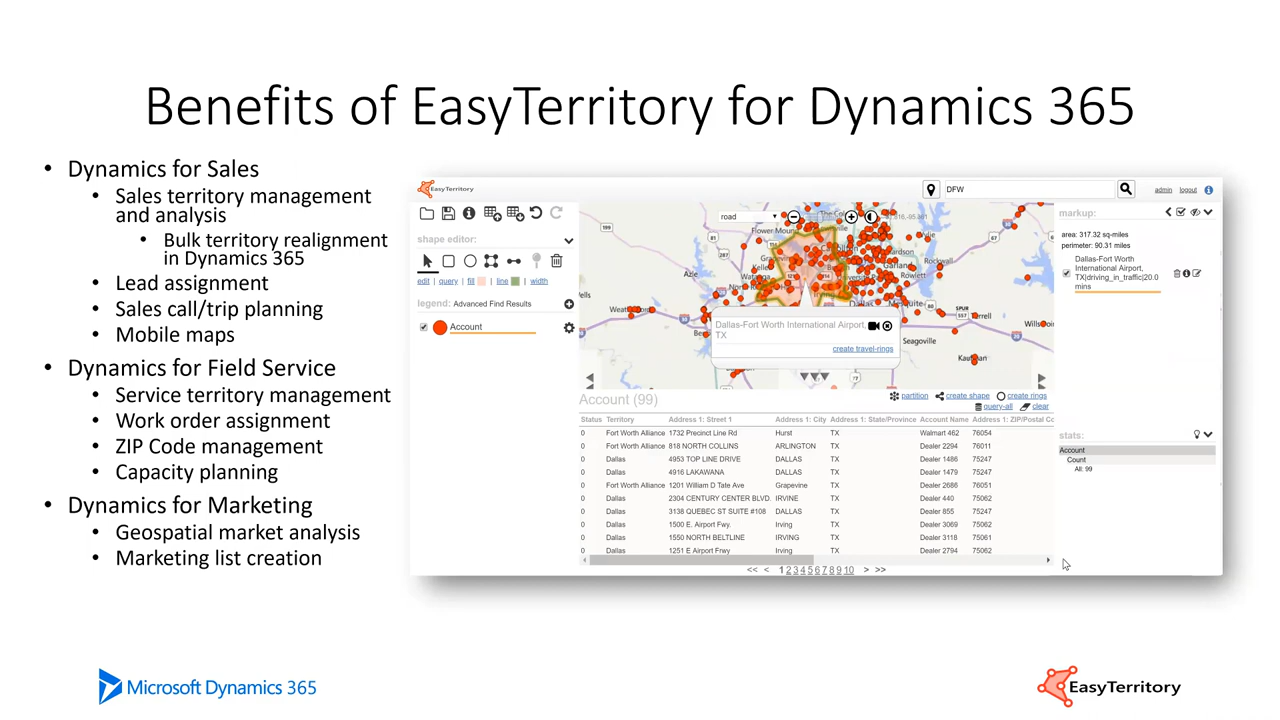 Benefits of EasyTerritory for Dynamics 365
• Dynamics for Sales
• Sales territory management
and analysis
• Bulk territory realignment
in Dynamics 365
• Lead assignment
• Sales call/trip planning
• Mobile maps
• Dynamics for Field Service
• Service territory management
• Work order assignment
• ZIP Code management
• Capacity planning
• Dynamics for Marketing
• Geospatial market analysis
• Marketing list creation
EasyTerritory
DFW
admin logout
shape editor:
edit | query | fill | line | width
legend: Advanced Find Results
Account
road
Flower Mound
Azie
Garland
Rowlett
Rockwall
Dallas
Mesquite
Irving
Terrell
Seagoville
Kaufman
Dallas-Fort Worth International Airport,
TX
create travel-rings
markup:
area: 317.32 sq-miles
perimeter: 90.31 miles
Dallas-Fort Worth
International Airport,
TX|driving_in_traffic|20.0
mins
Account (99)
partition create shape create rings
query-all clear
Status Territory Address 1: Street 1 Address 1: City Address 1: State/Province Account Name Address 1: ZIP/Postal Co
0 Fort Worth Alliance 1732 Precinct Line Rd Hurst TX Walmart 462 76054
0 Fort Worth Alliance 818 NORTH COLLINS ARLINGTON TX Dealer 2294 76011
0 Dallas 4953 TOP LINE DRIVE DALLAS TX Dealer 1486 75247
0 Dallas 4916 LAKAWANA DALLAS TX Dealer 1479 75247
0 Fort Worth Alliance 1201 William D Tate Ave Grapevine TX Dealer 2686 76051
0 Dallas 2304 CENTURY CENTER BLVD. IRVINE TX Dealer 440 75062
0 Dallas 3138 QUEBEC ST SUITE #108 DALLAS TX Dealer 855 75247
0 Dallas 1500 E. Airport Fwy. Irving TX Dealer 3069 75062
0 Dallas 1550 NORTH BELTLINE IRVING TX Dealer 3118 75061
0 Dallas 1251 E Airport Frwy Irving TX Dealer 2794 75062
<< < 1 2 3 4 5 6 7 8 9 10 > >>
stats:
Account
Count
All: 99
Microsoft Dynamics 365
EasyTerritory